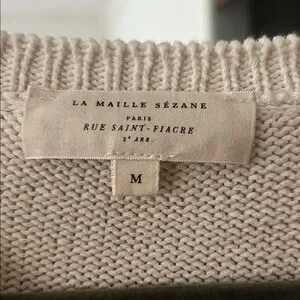 LA MAILLE SÉZANE
PARIS
RUE SAINT-FIACRE
2e ARR.
M